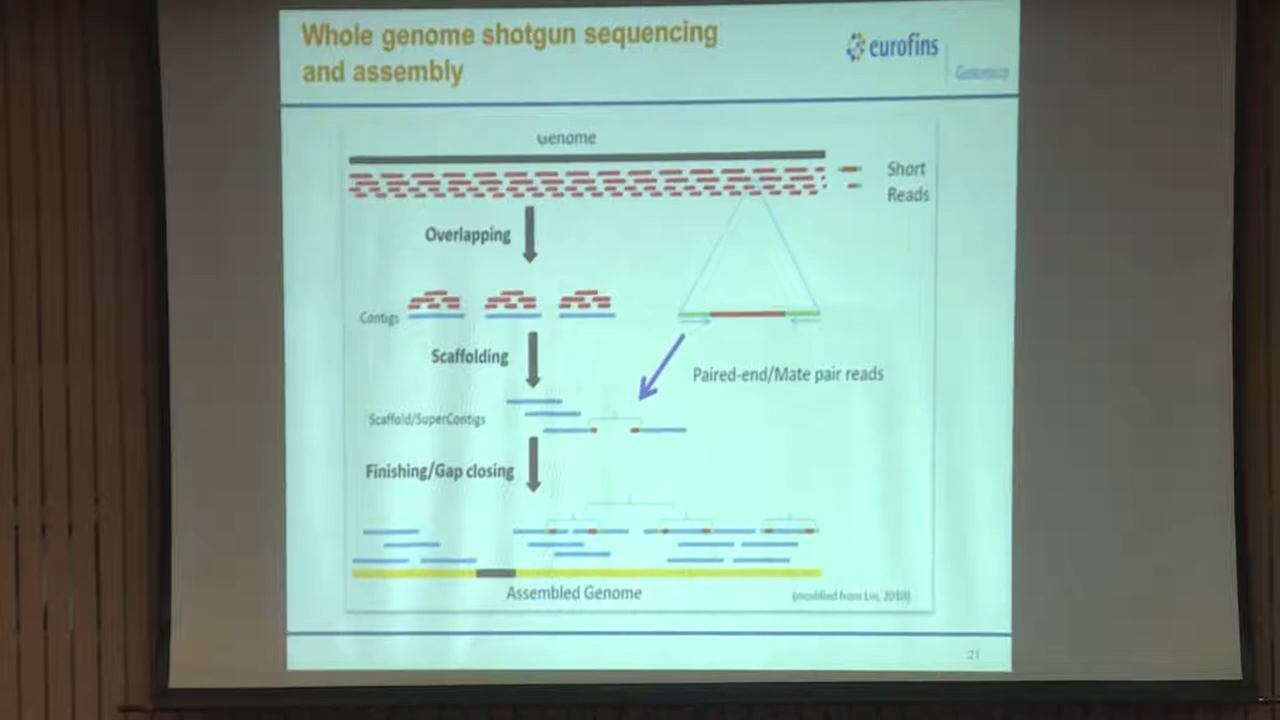 Whole genome shotgun sequencing
and assembly
eurofins
Genomics
Genome
Short
Reads
Overlapping
Contigs
Scaffolding
Paired-end/Mate pair reads
Scaffold/SuperContigs
Finishing/Gap closing
Assembled Genome
(modified from Lin, 2010)
21